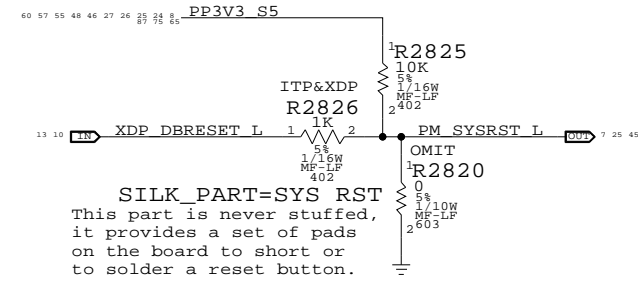 60 57 55 48 46 27 26 25 24 8
87 75 65
PP3V3_S5
1
R2825
10K
5%
1/16W
MF-LF
2 402
ITP&XDP
R2826
13 10 IN XDP_DBRESET_L 1 1K 2 PM_SYSRST_L OUT 7 25 45
5%
1/16W
MF-LF
402
OMIT
1
R2820
0
5%
1/10W
MF-LF
2 603
SILK_PART=SYS RST
This part is never stuffed,
it provides a set of pads
on the board to short or
to solder a reset button.